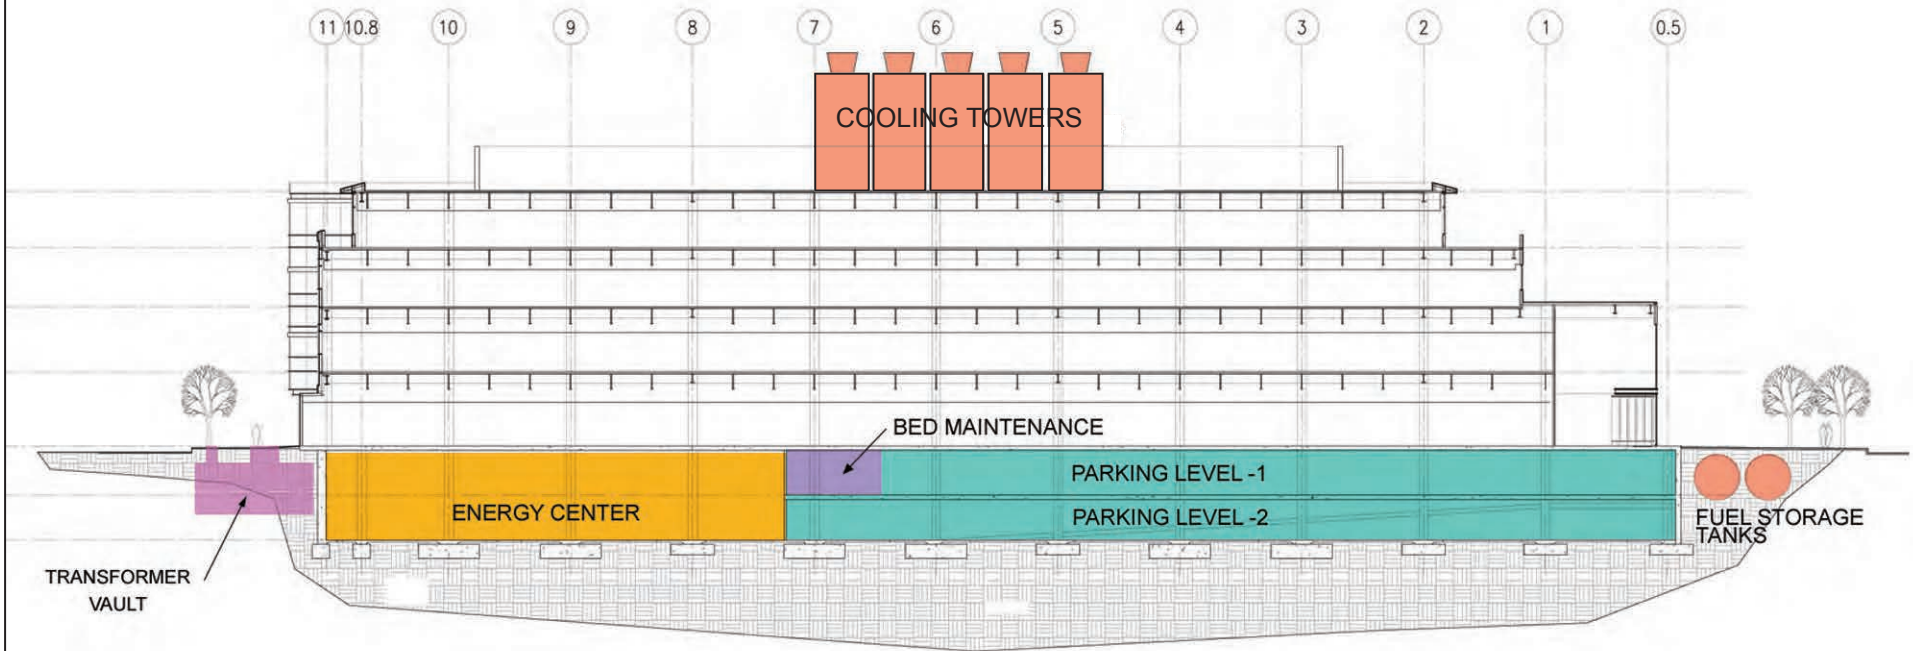 11 10.8 10 9 8 7 6 5 4 3 2 1 0.5
COOLING TOWERS
BED MAINTENANCE
PARKING LEVEL -1
ENERGY CENTER
PARKING LEVEL -2
FUEL STORAGE
TANKS
TRANSFORMER
VAULT